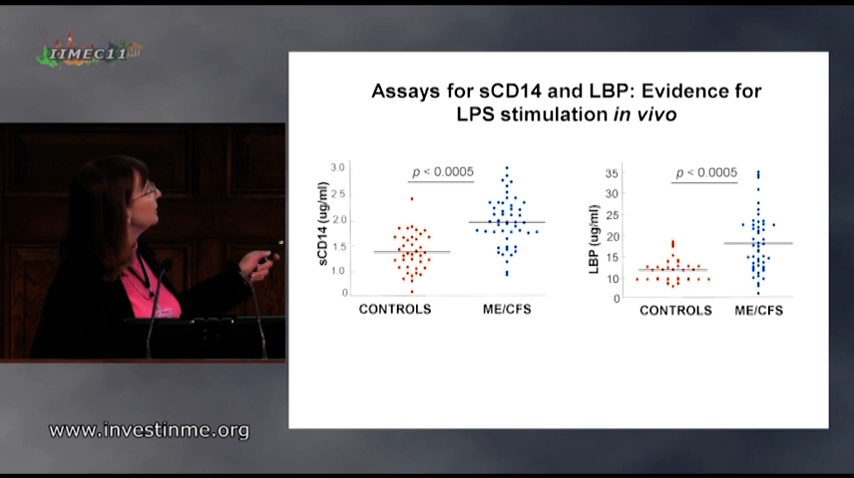 IIMEC11
Assays for sCD14 and LBP: Evidence for
LPS stimulation in vivo
p < 0.0005
sCD14 (ug/ml)
3.0
2.5
2.0
1.5
1.0
0
CONTROLS
ME/CFS
p < 0.0005
LBP (ug/ml)
35
30
25
20
15
10
0
CONTROLS
ME/CFS
www.investinme.org